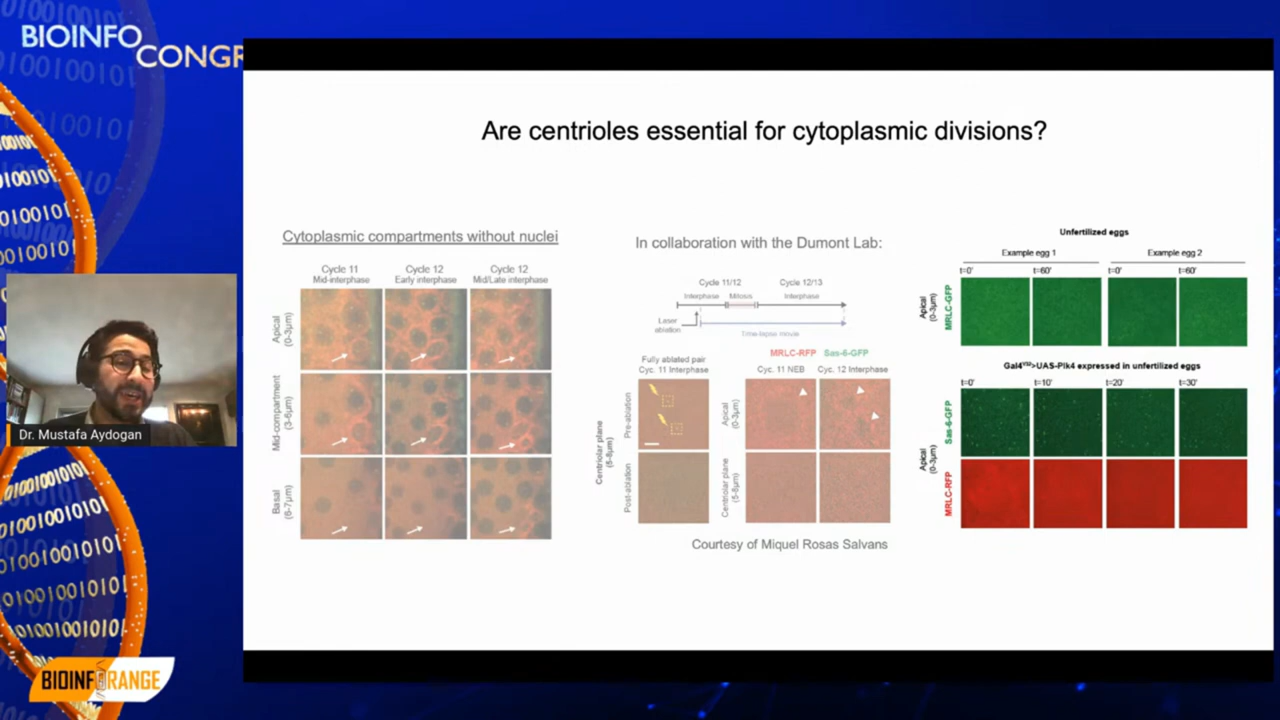 BIOINFO
CONGR
Are centrioles essential for cytoplasmic divisions?
Cytoplasmic compartments without nuclei
Cycle 11
Mid-interphase
Cycle 12
Early interphase
Cycle 12
Mid/Late interphase
Apical
(0-3μm)
Mid-compartment
(3-6μm)
Basal
(6-7μm)
In collaboration with the Dumont Lab:
Cycle 11/12
Cycle 12/13
Interphase
Mitosis
Interphase
Laser
ablation
Time-lapse movie
MRLC-RFP
Sas-6-GFP
Fully ablated pair
Cyc. 11 Interphase
Cyc. 11 NEB
Cyc. 12 Interphase
Centriolar plane
(5-8μm)
Pre-ablation
Post-ablation
Apical
(0-3μm)
Centriolar plane
(5-8μm)
Courtesy of Miquel Rosas Salvans
Unfertilized eggs
Example egg 1
Example egg 2
t=0'
t=60'
t=0'
t=60'
Apical
(0-3μm)
MRLC-GFP
Gal4>UAS-Plk4 expressed in unfertilized eggs
t=0'
t=10'
t=20'
t=30'
Apical
(0-3μm)
Sas-6-GFP
MRLC-RFP
Dr. Mustafa Aydogan
BIOINFORANGE